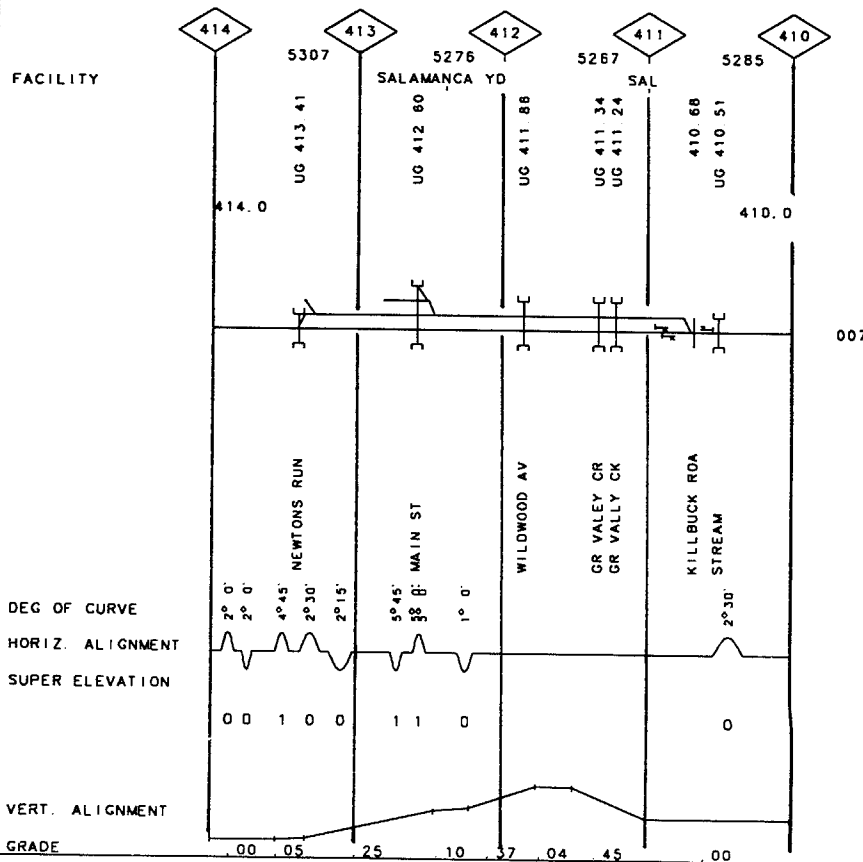 414 413 412 411 410
5307 5276 5267 5285
FACILITY SALAMANCA YD SAL
UG 413.41
UG 412 60
UG 411.88
UG 411.34
UG 411.24
410.68
UG 410.51
414.0 410.0
007
NEWTONS RUN
MAIN ST
WILDWOOD AV
GR VALEY CR
GR VALLY CK
KILLBUCK ROA
STREAM
DEG OF CURVE 2° 0' 2° 0' 4° 45' 2° 30' 2° 15' 5° 45' 1° 0' 2° 30'
HORIZ. ALIGNMENT
SUPER ELEVATION
0 0 1 0 0 1 1 0 0
VERT. ALIGNMENT
GRADE .00 .05 .25 .10 .37 .04 .45 .00